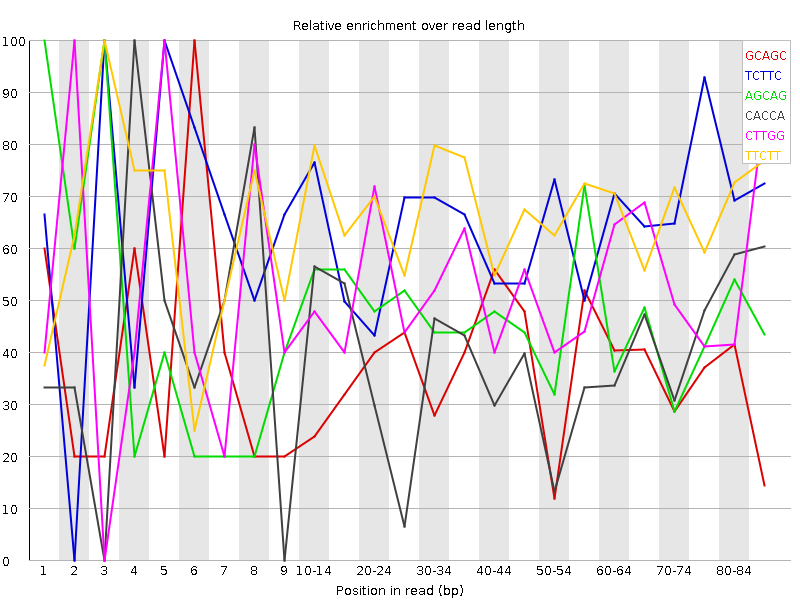 Relative enrichment over read length
100
90
80
70
60
50
40
30
20
10
0
GCAGC
TCTTC
AGCAG
CACCA
CTTGG
TTCTT
1 2 3 4 5 6 7 8 9 10-14 20-24 30-34 40-44 50-54 60-64 70-74 80-84
Position in read (bp)